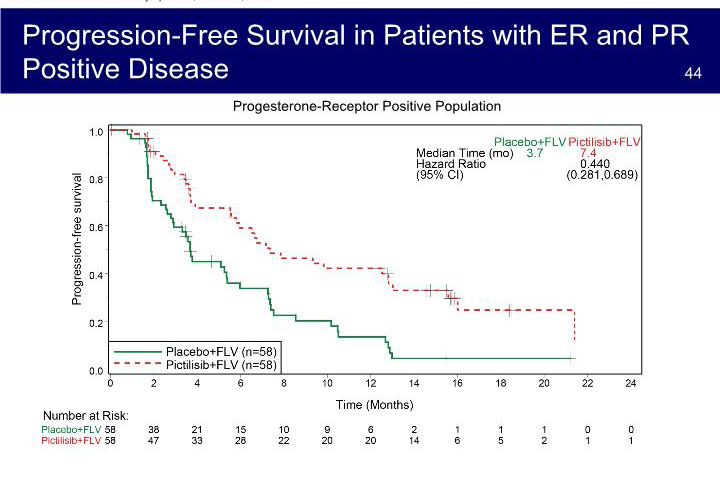 Progression-Free Survival in Patients with ER and PR
Positive Disease
44
Progesterone-Receptor Positive Population
Placebo+FLV Pictilisib+FLV
Median Time (mo) 3.7 7.4
Hazard Ratio 0.440
(95% CI) (0.281,0.689)
Progression-free survival
1.0
0.8
0.6
0.4
0.2
0.0
Placebo+FLV (n=58)
Pictilisib+FLV (n=58)
0 2 4 6 8 10 12 14 16 18 20 22 24
Time (Months)
Number at Risk:
Placebo+FLV 58 38 21 15 10 9 6 2 1 1 1 0 0
Pictilisib+FLV 58 47 33 28 22 20 20 14 6 5 2 1 1